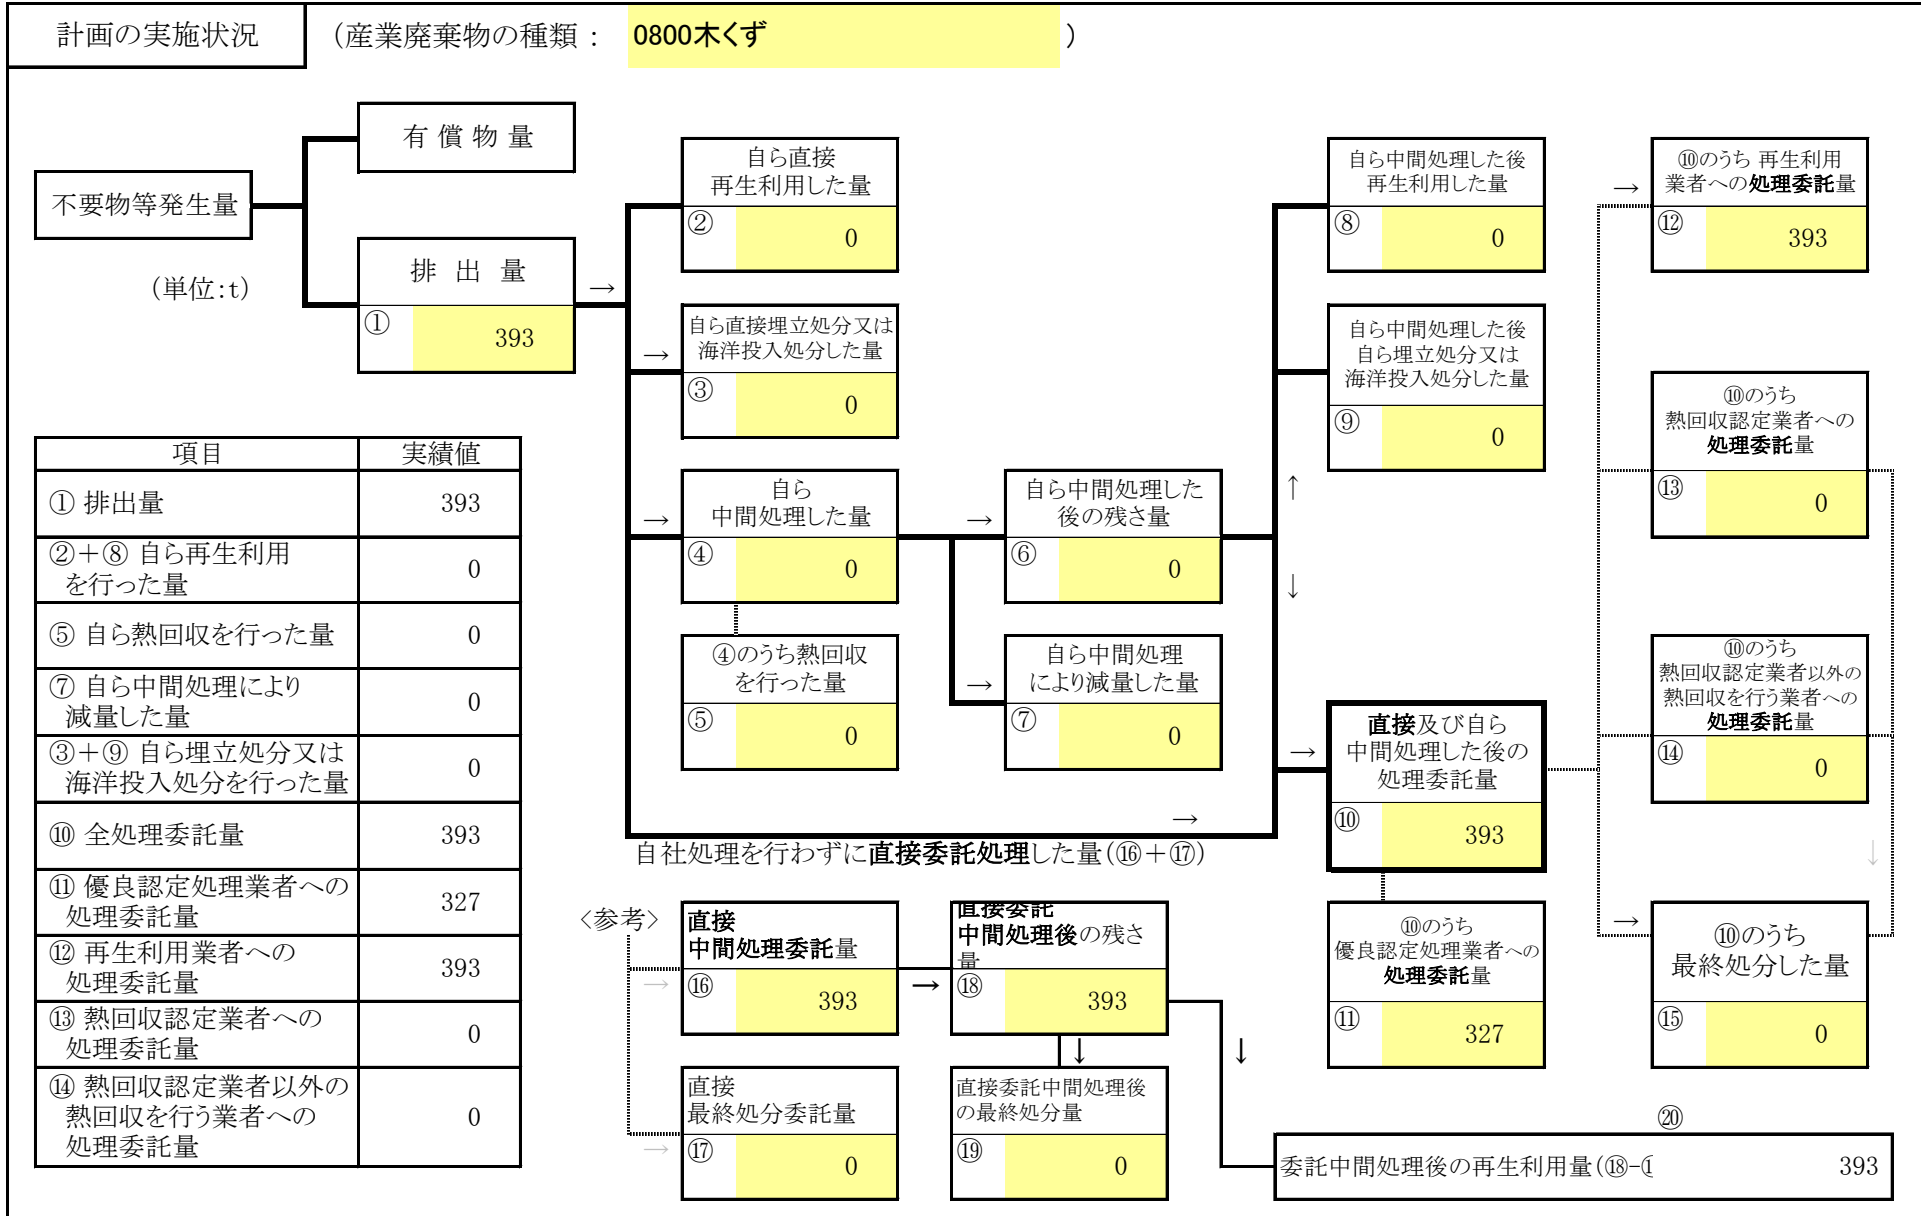 計画の実施状況
（産業廃棄物の種類： 0800木くず ）
有償物量
不要物等発生量
（単位:t）
排出量
①
393
→
自ら直接
再生利用した量
②
0
自ら直接埋立処分又は
海洋投入処分した量
→
③
0
自ら
中間処理した量
→
④
0
④のうち熱回収
を行った量
⑤
0
自ら中間処理した
後の残さ量
→
⑥
0
自ら中間処理
により減量した量
→
⑦
0
自ら中間処理した後
再生利用した量
⑧
0
自ら中間処理した後
自ら埋立処分又は
海洋投入処分した量
⑨
0
↑
↓
直接及び自ら
中間処理した後の
処理委託量
→
⑩
393
⑩のうち
優良認定処理業者への
処理委託量
⑪
327
⑩のうち 再生利用
業者への処理委託量
→
⑫
393
⑩のうち
熱回収認定業者への
処理委託量
⑬
0
⑩のうち
熱回収認定業者以外の
熱回収を行う業者への
処理委託量
⑭
0
↓
⑩のうち
最終処分した量
→
⑮
0
→
自社処理を行わずに直接委託処理した量(⑯＋⑰)
項目 実績値
① 排出量 393
②＋⑧ 自ら再生利用
を行った量 0
⑤ 自ら熱回収を行った量 0
⑦ 自ら中間処理により
減量した量 0
③＋⑨ 自ら埋立処分又は
海洋投入処分を行った量 0
⑩ 全処理委託量 393
⑪ 優良認定処理業者への
処理委託量 327
⑫ 再生利用業者への
処理委託量 393
⑬ 熱回収認定業者への
処理委託量 0
⑭ 熱回収認定業者以外の
熱回収を行う業者への
処理委託量 0
〈参考〉
直接
中間処理委託量
→
⑯
393
→
直接委託
中間処理後の残さ
量
⑱
393
↓
↓
直接
最終処分委託量
→
⑰
0
直接委託中間処理後
の最終処分量
⑲
0
⑳
委託中間処理後の再生利用量(⑱-
393